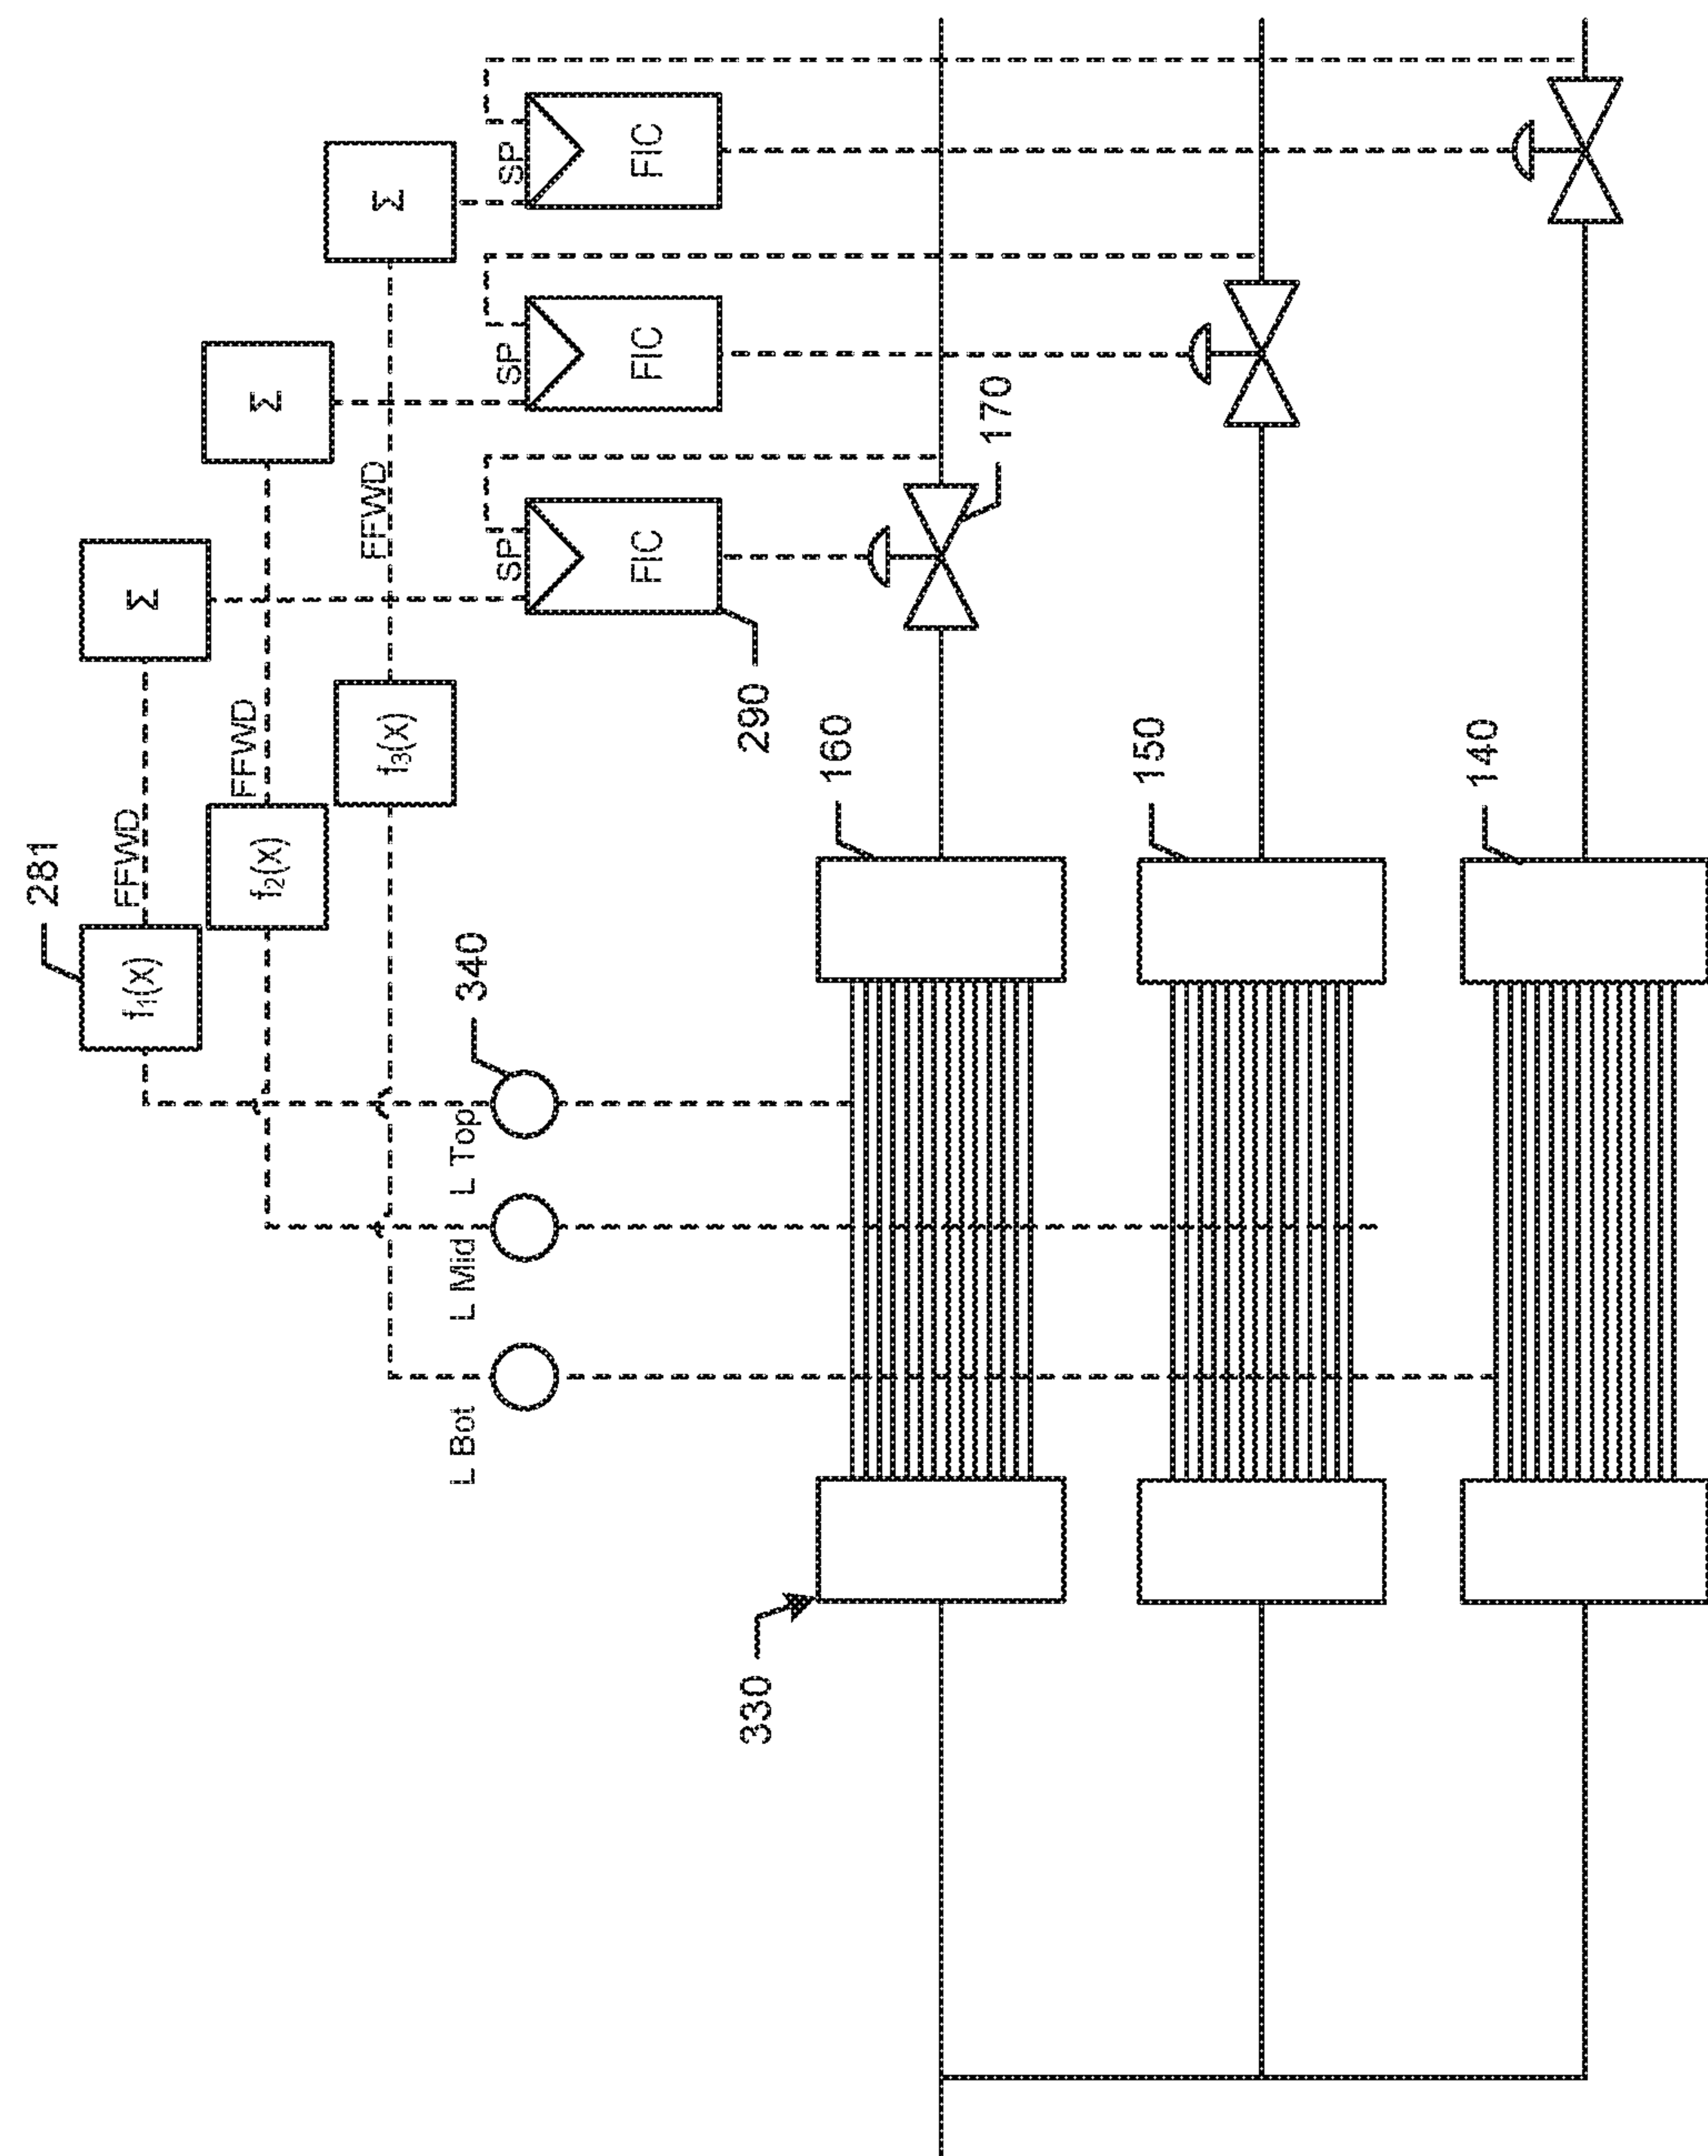 281
f₁(x)
FFWD
Σ
f₂(x)
FFWD
Σ
f₃(x)
FFWD
Σ
L Bot
L Mid
L Top
340
SP
FIC
SP
FIC
SP
FIC
290
170
330
160
150
140